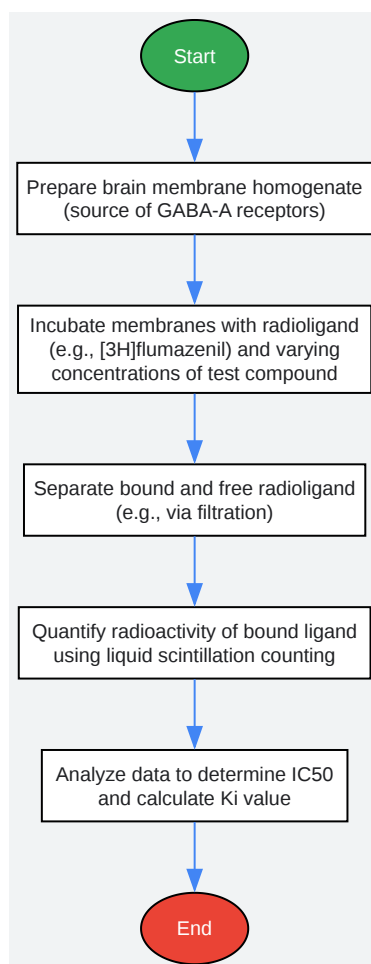 Start
Prepare brain membrane homogenate
(source of GABA-A receptors)
Incubate membranes with radioligand
(e.g., [3H]flumazenil) and varying
concentrations of test compound
Separate bound and free radioligand
(e.g., via filtration)
Quantify radioactivity of bound ligand
using liquid scintillation counting
Analyze data to determine IC50
and calculate Ki value
End